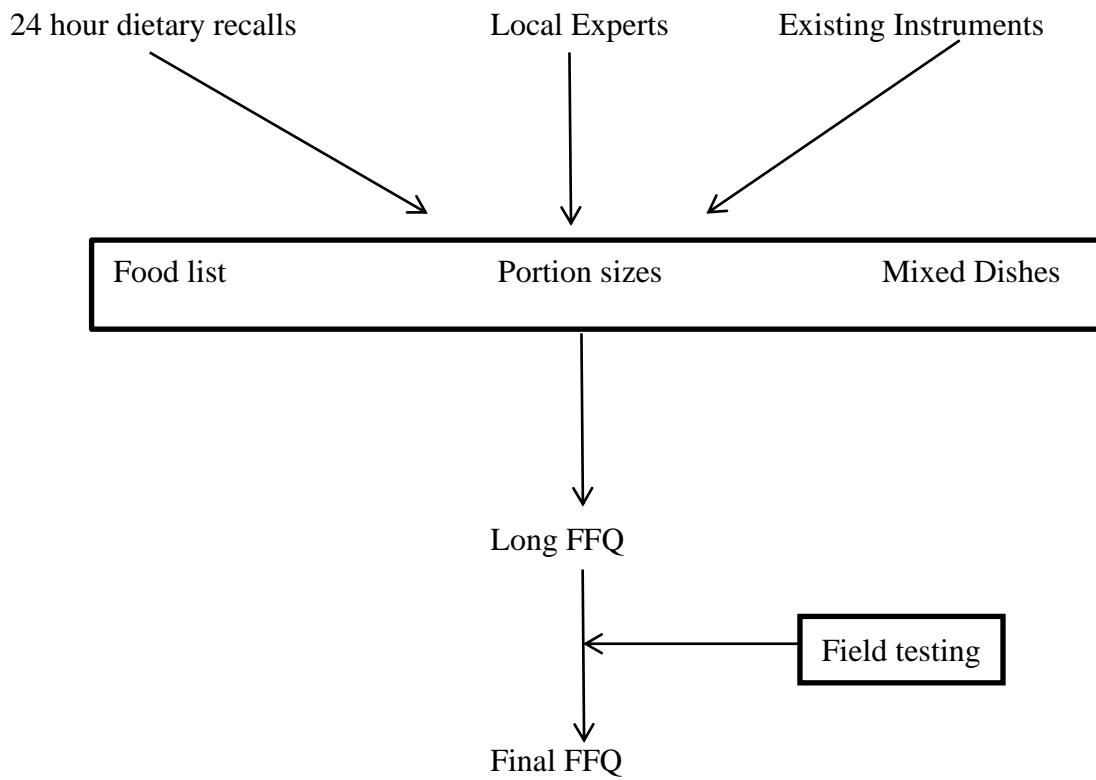 24 hour dietary recalls Local Experts Existing Instruments
Food list Portion sizes Mixed Dishes
Long FFQ
Field testing
Final FFQ